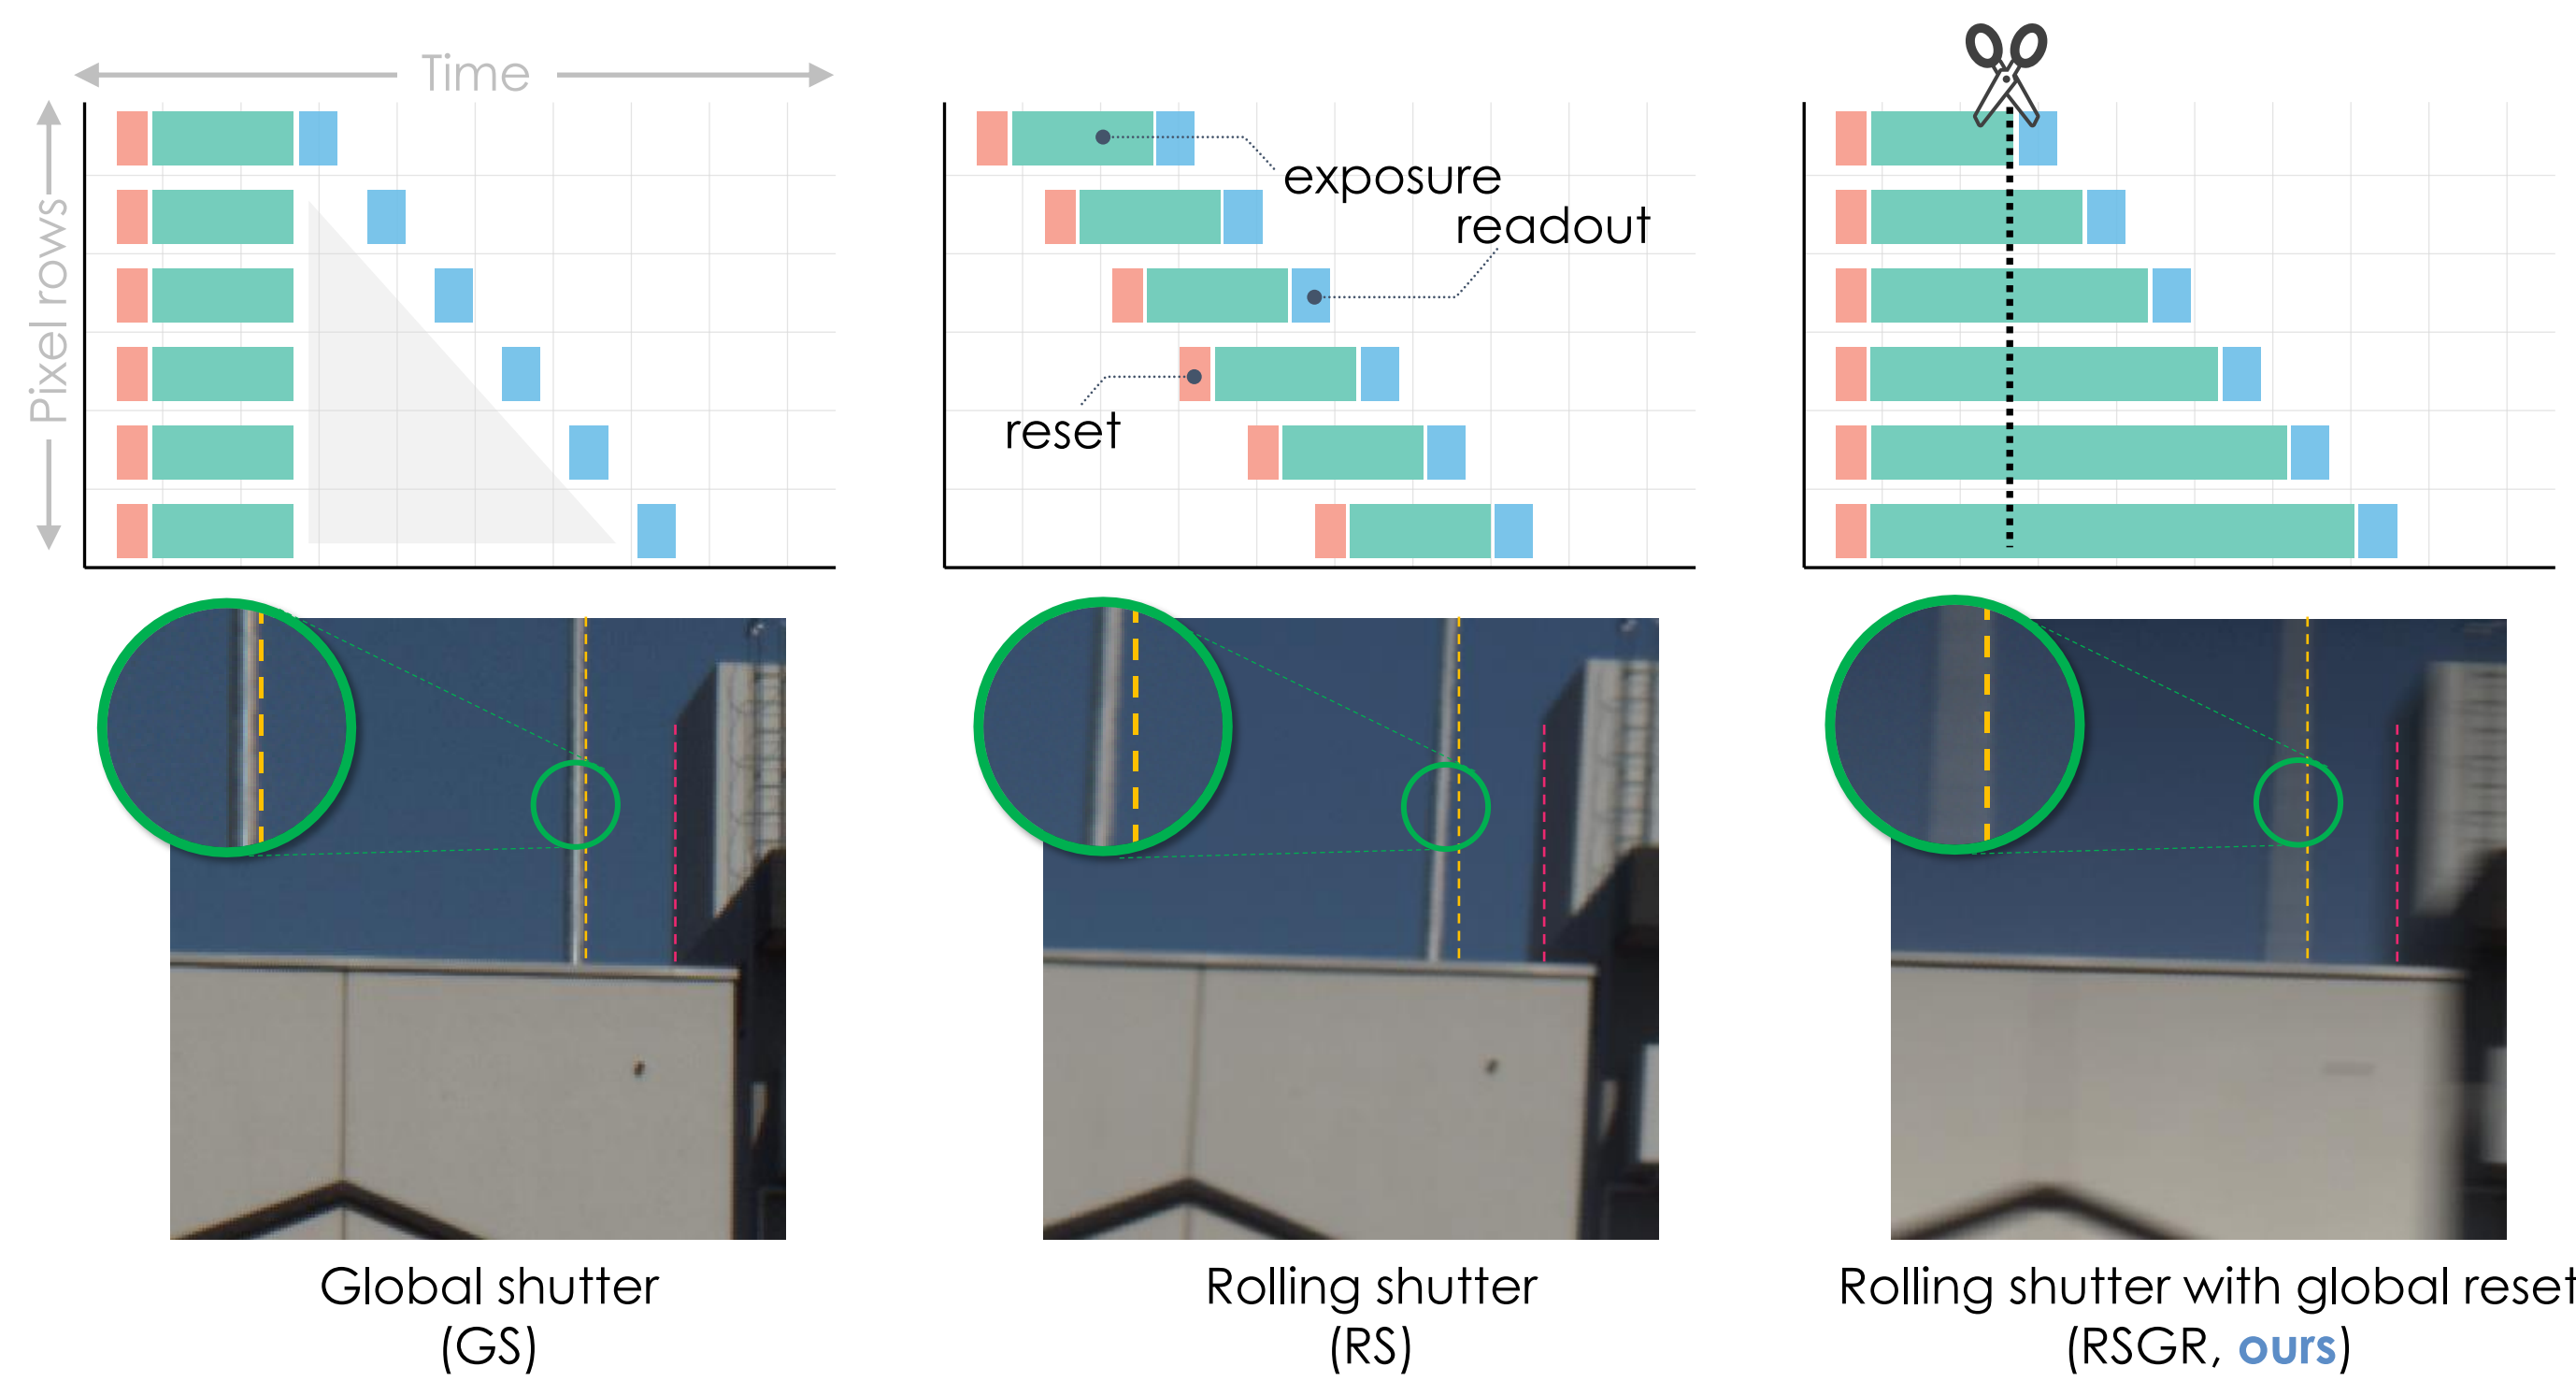 Time
Pixel rows
exposure
readout
reset
Global shutter
(GS)
Rolling shutter
(RS)
Rolling shutter with global reset
(RSGR, ours)